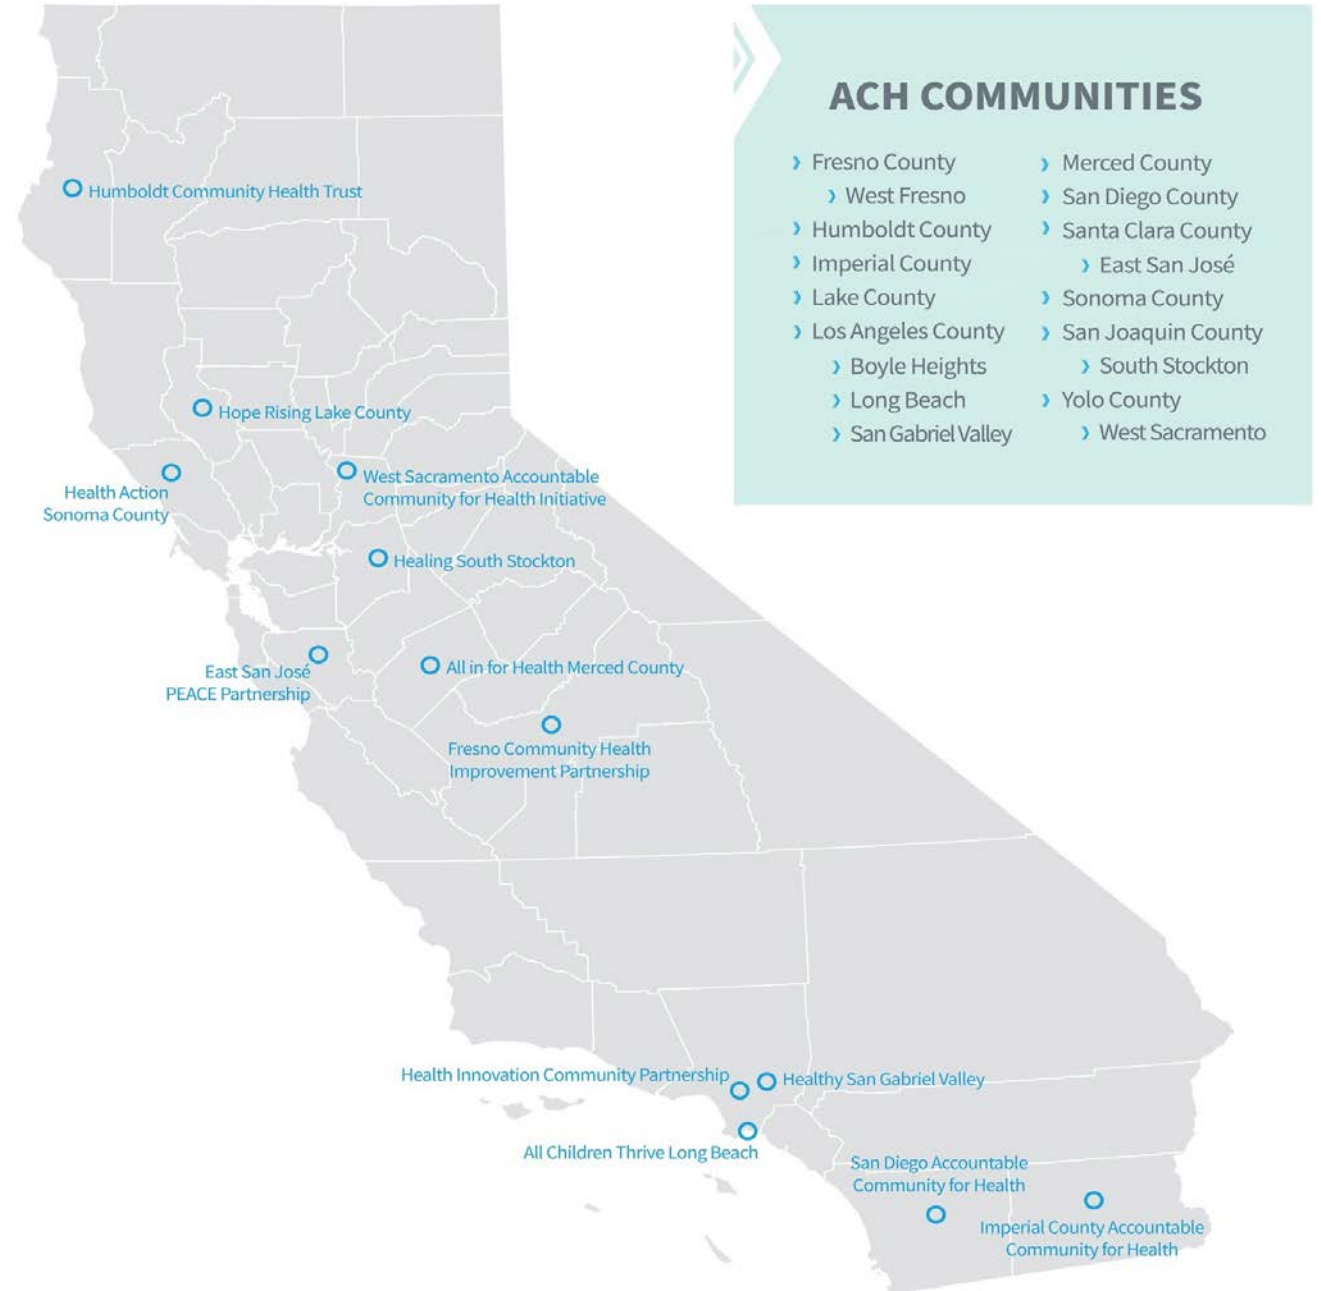 ACH COMMUNITIES
Fresno County
West Fresno
Humboldt County
Imperial County
Lake County
Los Angeles County
Boyle Heights
Long Beach
San Gabriel Valley
Merced County
San Diego County
Santa Clara County
East San José
Sonoma County
San Joaquin County
South Stockton
Yolo County
West Sacramento
Humboldt Community Health Trust
Hope Rising Lake County
Health Action
Sonoma County
West Sacramento Accountable
Community for Health Initiative
Healing South Stockton
East San José
PEACE Partnership
All in for Health Merced County
Fresno Community Health
Improvement Partnership
Health Innovation Community Partnership
Healthy San Gabriel Valley
All Children Thrive Long Beach
San Diego Accountable
Community for Health
Imperial County Accountable
Community for Health